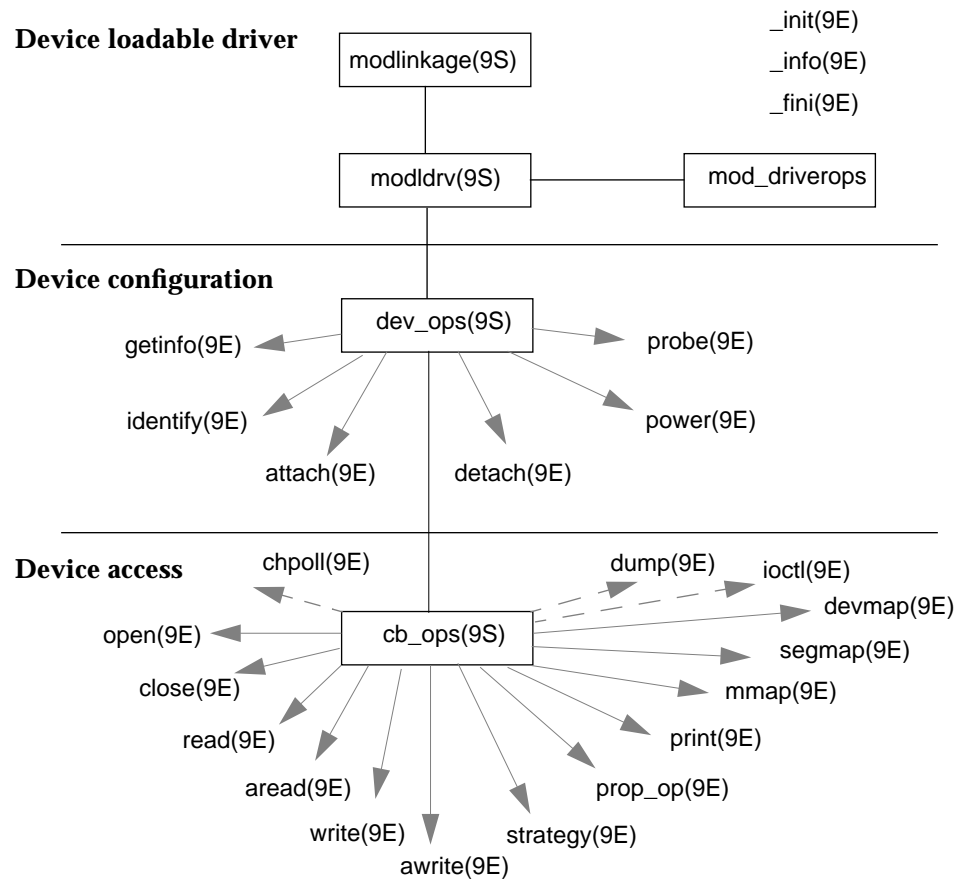 Device loadable driver
modlinkage(9S)
_init(9E)
_info(9E)
_fini(9E)
modldrv(9S)
mod_driverops
Device configuration
dev_ops(9S)
getinfo(9E)
probe(9E)
identify(9E)
power(9E)
attach(9E)
detach(9E)
Device access
chpoll(9E)
dump(9E)
ioctl(9E)
devmap(9E)
open(9E)
cb_ops(9S)
segmap(9E)
close(9E)
mmap(9E)
read(9E)
print(9E)
aread(9E)
prop_op(9E)
write(9E)
strategy(9E)
awrite(9E)